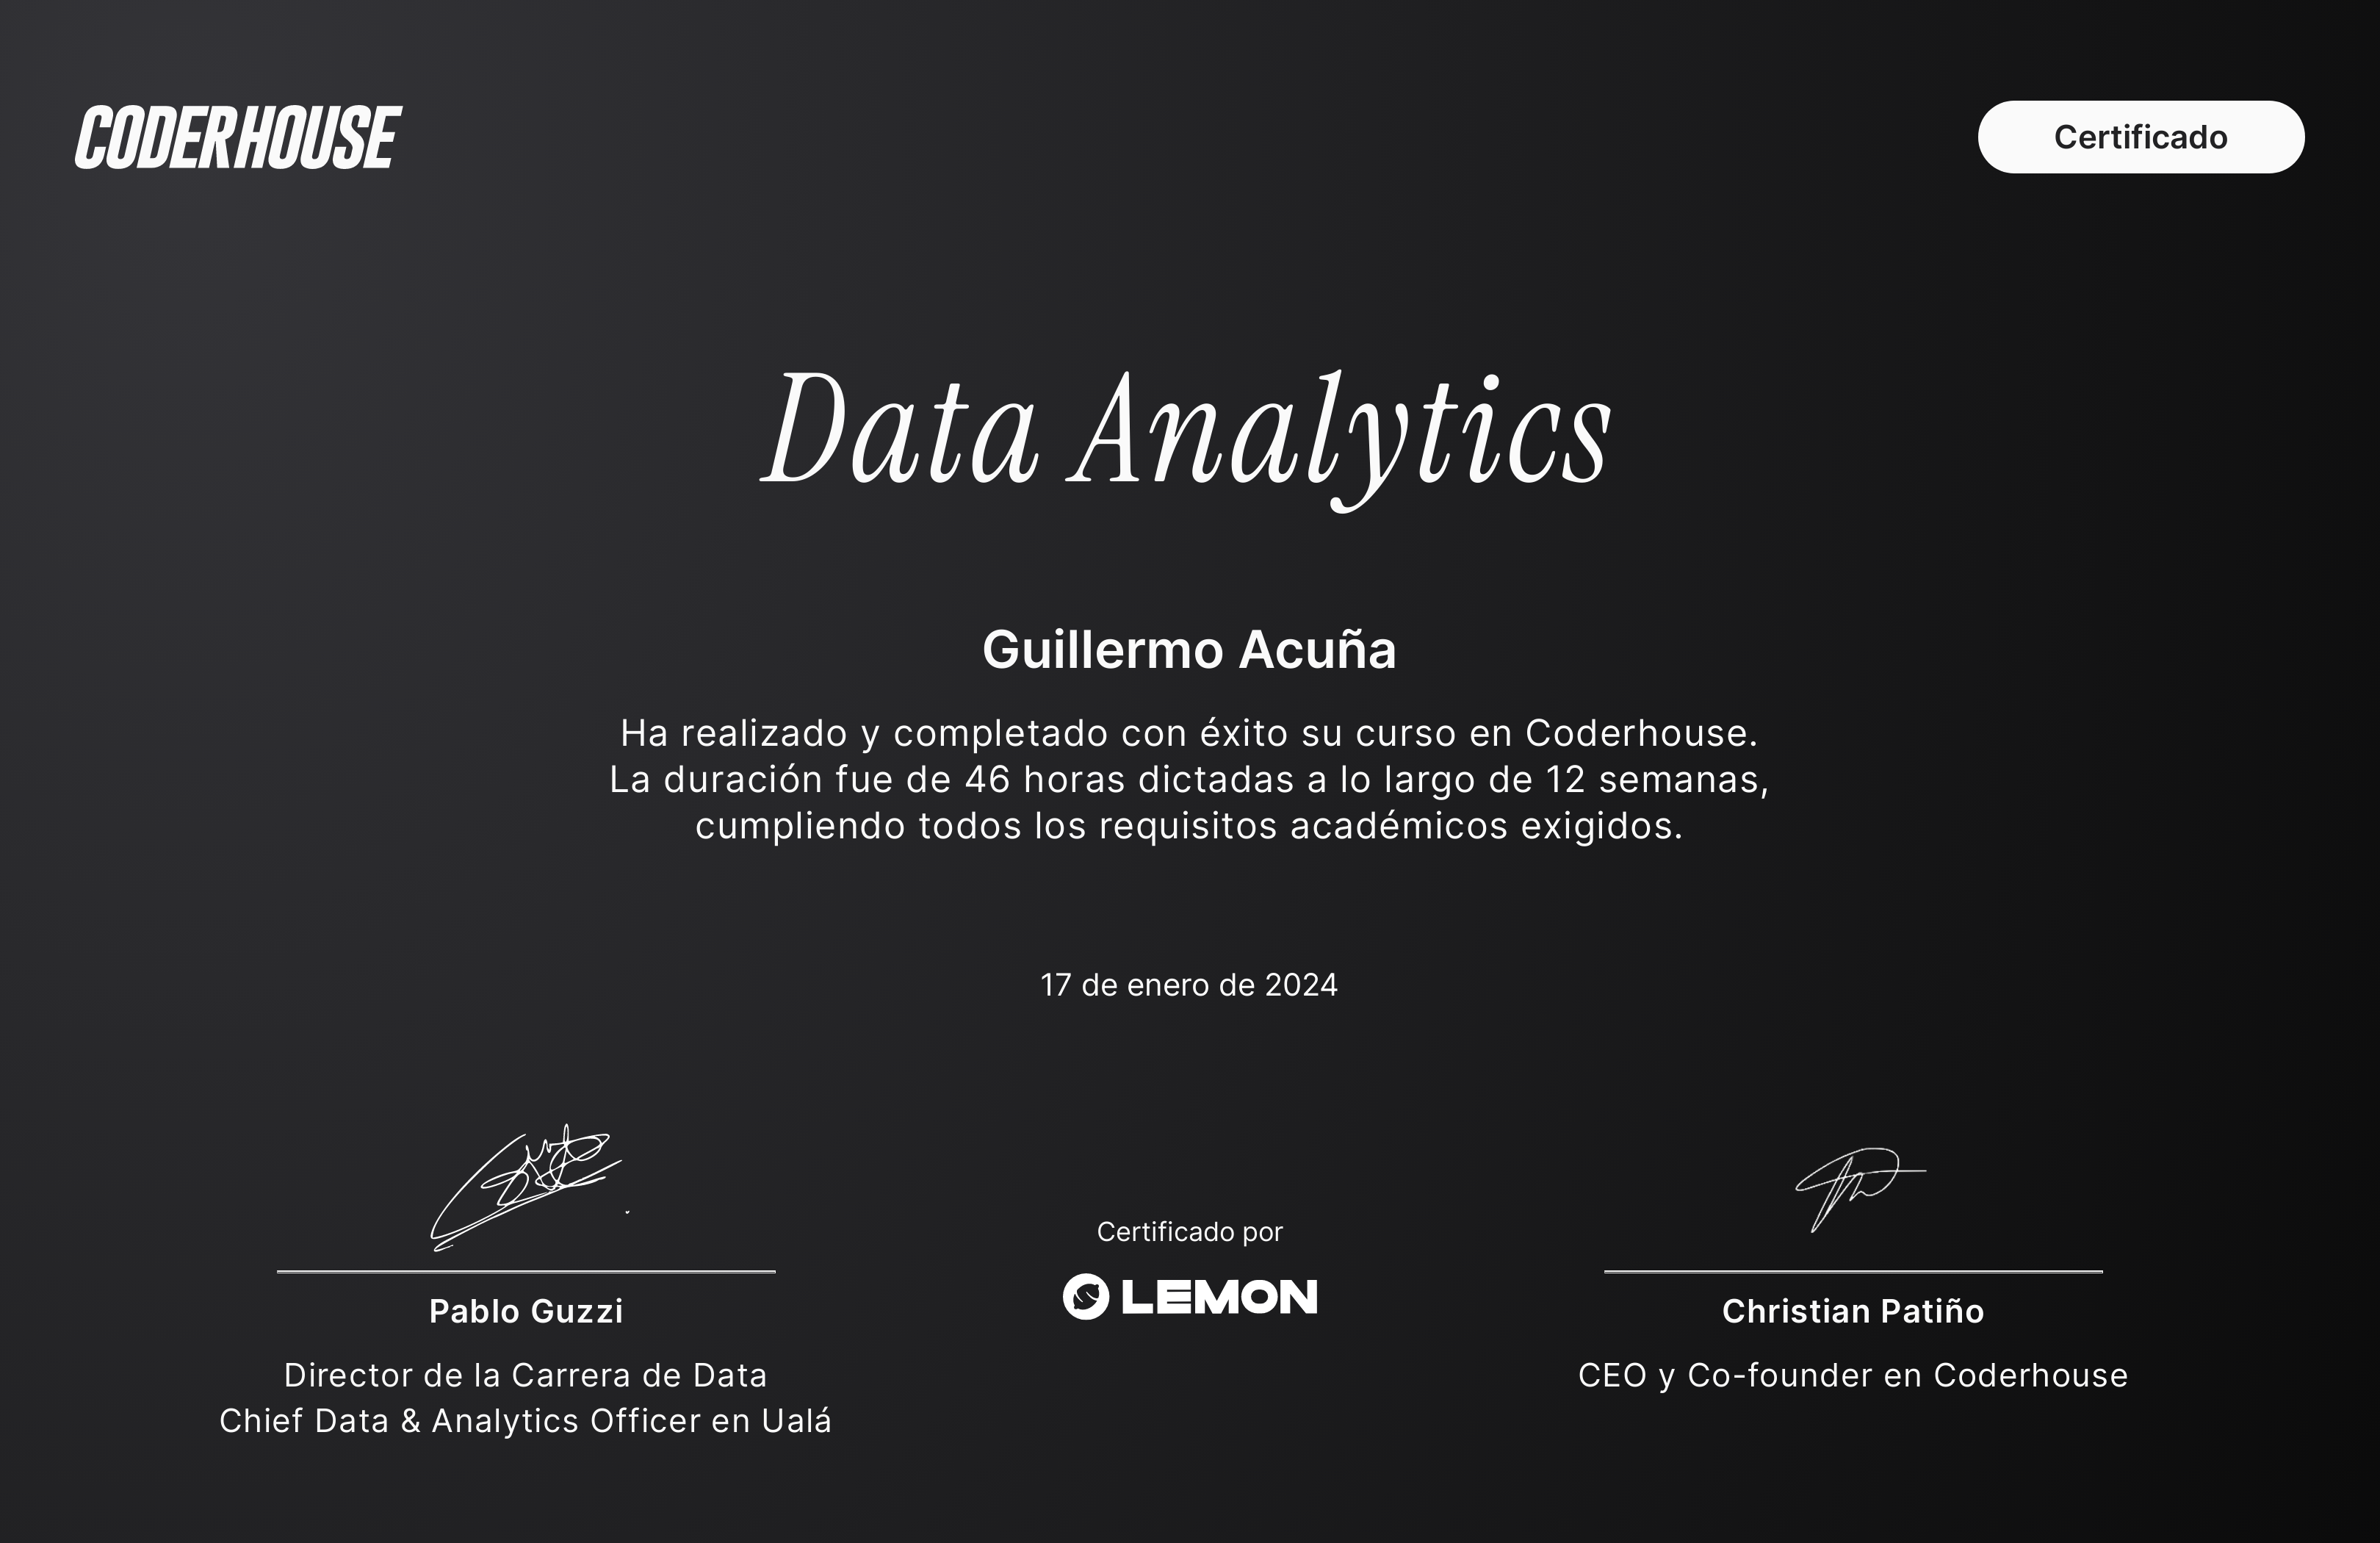 CODERHOUSE
Certificado
Data Analytics
Guillermo Acuña
Ha realizado y completado con éxito su curso en Coderhouse.
La duración fue de 46 horas dictadas a lo largo de 12 semanas,
cumpliendo todos los requisitos académicos exigidos.
17 de enero de 2024
Pablo Guzzi
Director de la Carrera de Data
Chief Data & Analytics Officer en Ualá
Certificado por
LEMON
Christian Patiño
CEO y Co-founder en Coderhouse